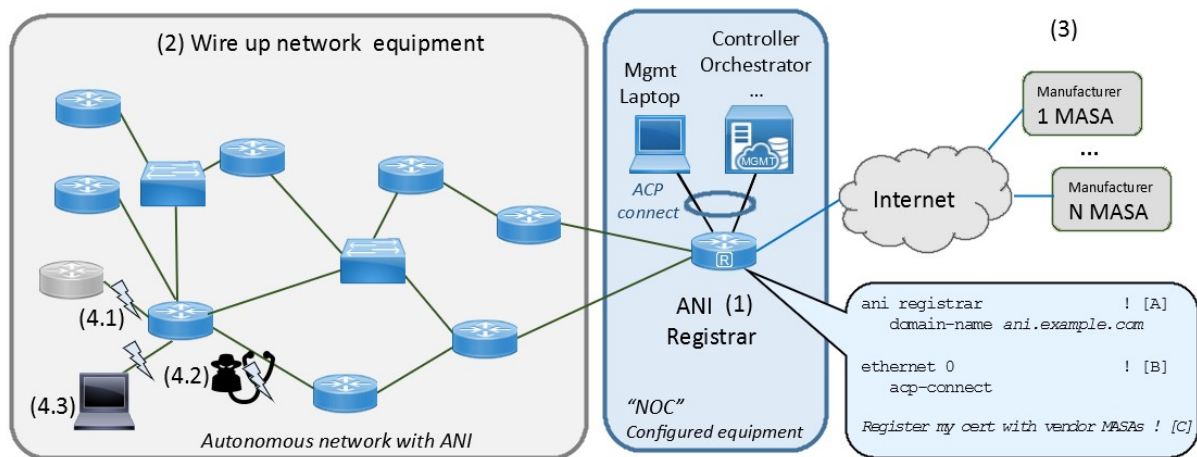 (2) Wire up network equipment
(4.1)
(4.2)
(4.3)
Autonomous network with ANI
Controller
Orchestrator
...
Mgmt
Laptop
MGMT
ACP
connect
R
ANI (1)
Registrar
"NOC"
Configured equipment
(3)
Manufacturer
1 MASA
...
Manufacturer
N MASA
Internet
ani registrar ! [A]
domain-name ani.example.com
ethernet 0 ! [B]
acp-connect
Register my cert with vendor MASAs ! [C]